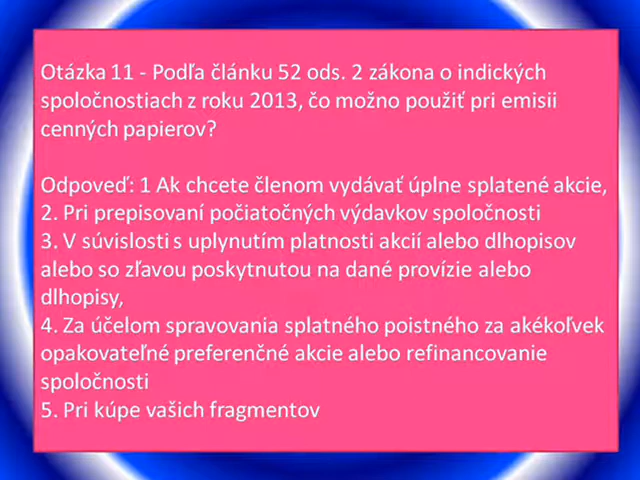 Otázka 11 - Podľa článku 52 ods. 2 zákona o indických
spoločnostiach z roku 2013, čo možno použiť pri emisii
cenných papierov?
Odpoveď: 1 Ak chcete členom vydávať úplne splatené akcie,
2. Pri prepisovaní počiatočných výdavkov spoločnosti
3. V súvislosti s uplynutím platnosti akcií alebo dlhopisov
alebo so zľavou poskytnutou na dané provízie alebo
dlhopisy,
4. Za účelom spravovania splatného poistného za akékoľvek
opakovateľné preferenčné akcie alebo refinancovanie
spoločnosti
5. Pri kúpe vašich fragmentov